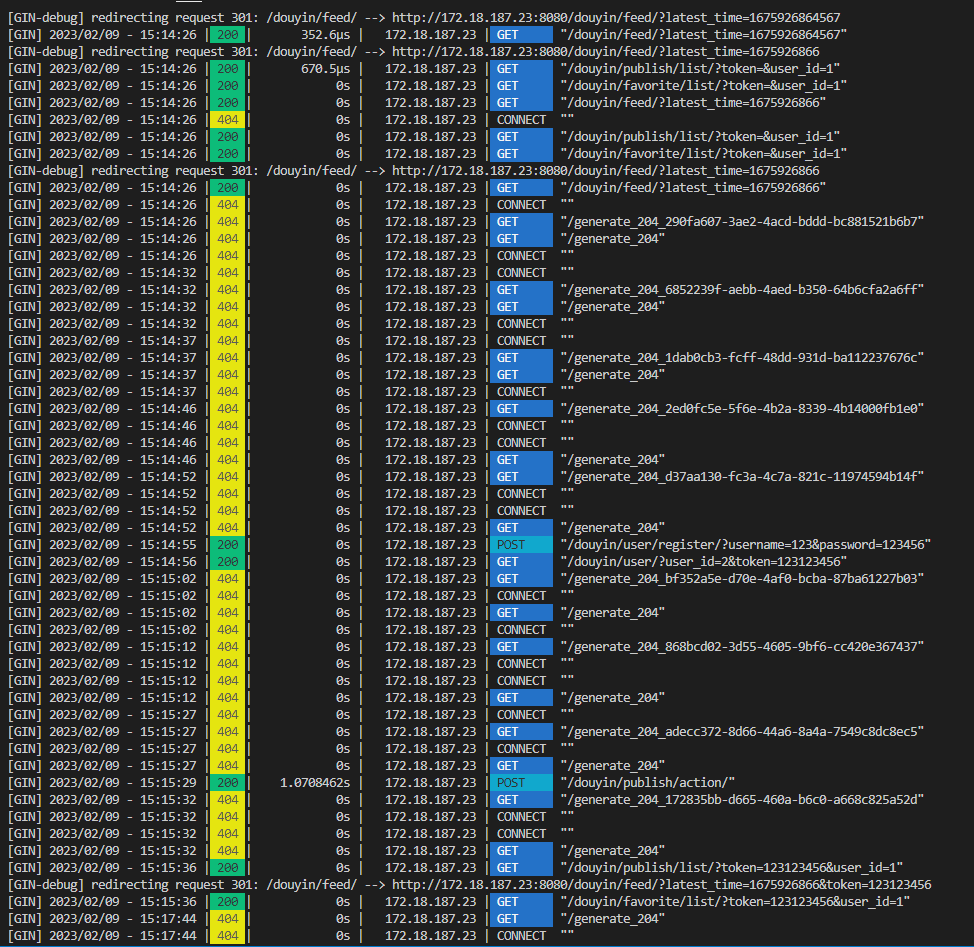 [GIN-debug] redirecting request 301: /douyin/feed/ --> http://172.18.187.23:8080/douyin/feed/?latest_time=1675926864567
[GIN] 2023/02/09 - 15:14:26 | 200 | 352.6µs | 172.18.187.23 | GET "/douyin/feed/?latest_time=1675926864567"
[GIN-debug] redirecting request 301: /douyin/feed/ --> http://172.18.187.23:8080/douyin/feed/?latest_time=1675926866
[GIN] 2023/02/09 - 15:14:26 | 200 | 670.5µs | 172.18.187.23 | GET "/douyin/publish/list/?token=&user_id=1"
[GIN] 2023/02/09 - 15:14:26 | 200 | 0s | 172.18.187.23 | GET "/douyin/favorite/list/?token=&user_id=1"
[GIN] 2023/02/09 - 15:14:26 | 200 | 0s | 172.18.187.23 | GET "/douyin/feed/?latest_time=1675926866"
[GIN] 2023/02/09 - 15:14:26 | 404 | 0s | 172.18.187.23 | CONNECT ""
[GIN] 2023/02/09 - 15:14:26 | 200 | 0s | 172.18.187.23 | GET "/douyin/publish/list/?token=&user_id=1"
[GIN] 2023/02/09 - 15:14:26 | 200 | 0s | 172.18.187.23 | GET "/douyin/favorite/list/?token=&user_id=1"
[GIN-debug] redirecting request 301: /douyin/feed/ --> http://172.18.187.23:8080/douyin/feed/?latest_time=1675926866
[GIN] 2023/02/09 - 15:14:26 | 200 | 0s | 172.18.187.23 | GET "/douyin/feed/?latest_time=1675926866"
[GIN] 2023/02/09 - 15:14:26 | 404 | 0s | 172.18.187.23 | CONNECT ""
[GIN] 2023/02/09 - 15:14:26 | 404 | 0s | 172.18.187.23 | GET "/generate_204_290fa607-3ae2-4acd-bddd-bc881521b6b7"
[GIN] 2023/02/09 - 15:14:26 | 404 | 0s | 172.18.187.23 | GET "/generate_204"
[GIN] 2023/02/09 - 15:14:26 | 404 | 0s | 172.18.187.23 | CONNECT ""
[GIN] 2023/02/09 - 15:14:32 | 404 | 0s | 172.18.187.23 | CONNECT ""
[GIN] 2023/02/09 - 15:14:32 | 404 | 0s | 172.18.187.23 | GET "/generate_204_6852239f-aebb-4aed-b350-64b6cfa2a6ff"
[GIN] 2023/02/09 - 15:14:32 | 404 | 0s | 172.18.187.23 | GET "/generate_204"
[GIN] 2023/02/09 - 15:14:32 | 404 | 0s | 172.18.187.23 | CONNECT ""
[GIN] 2023/02/09 - 15:14:37 | 404 | 0s | 172.18.187.23 | CONNECT ""
[GIN] 2023/02/09 - 15:14:37 | 404 | 0s | 172.18.187.23 | GET "/generate_204_1dab0cb3-fcff-48dd-931d-ba112237676c"
[GIN] 2023/02/09 - 15:14:37 | 404 | 0s | 172.18.187.23 | GET "/generate_204"
[GIN] 2023/02/09 - 15:14:37 | 404 | 0s | 172.18.187.23 | CONNECT ""
[GIN] 2023/02/09 - 15:14:46 | 404 | 0s | 172.18.187.23 | GET "/generate_204_2ed0fc5e-5f6e-4b2a-8339-4b14000fb1e0"
[GIN] 2023/02/09 - 15:14:46 | 404 | 0s | 172.18.187.23 | CONNECT ""
[GIN] 2023/02/09 - 15:14:46 | 404 | 0s | 172.18.187.23 | CONNECT ""
[GIN] 2023/02/09 - 15:14:46 | 404 | 0s | 172.18.187.23 | GET "/generate_204"
[GIN] 2023/02/09 - 15:14:52 | 404 | 0s | 172.18.187.23 | GET "/generate_204_d37aa130-fc3a-4c7a-821c-11974594b14f"
[GIN] 2023/02/09 - 15:14:52 | 404 | 0s | 172.18.187.23 | CONNECT ""
[GIN] 2023/02/09 - 15:14:52 | 404 | 0s | 172.18.187.23 | CONNECT ""
[GIN] 2023/02/09 - 15:14:52 | 404 | 0s | 172.18.187.23 | GET "/generate_204"
[GIN] 2023/02/09 - 15:14:55 | 200 | 0s | 172.18.187.23 | POST "/douyin/user/register/?username=123&password=123456"
[GIN] 2023/02/09 - 15:14:56 | 200 | 0s | 172.18.187.23 | GET "/douyin/user/?user_id=2&token=123123456"
[GIN] 2023/02/09 - 15:15:02 | 404 | 0s | 172.18.187.23 | GET "/generate_204_bf352a5e-d70e-4af0-bcba-87ba61227b03"
[GIN] 2023/02/09 - 15:15:02 | 404 | 0s | 172.18.187.23 | CONNECT ""
[GIN] 2023/02/09 - 15:15:02 | 404 | 0s | 172.18.187.23 | GET "/generate_204"
[GIN] 2023/02/09 - 15:15:02 | 404 | 0s | 172.18.187.23 | CONNECT ""
[GIN] 2023/02/09 - 15:15:12 | 404 | 0s | 172.18.187.23 | GET "/generate_204_868bcd02-3d55-4605-9bf6-cc420e367437"
[GIN] 2023/02/09 - 15:15:12 | 404 | 0s | 172.18.187.23 | CONNECT ""
[GIN] 2023/02/09 - 15:15:12 | 404 | 0s | 172.18.187.23 | CONNECT ""
[GIN] 2023/02/09 - 15:15:12 | 404 | 0s | 172.18.187.23 | GET "/generate_204"
[GIN] 2023/02/09 - 15:15:27 | 404 | 0s | 172.18.187.23 | CONNECT ""
[GIN] 2023/02/09 - 15:15:27 | 404 | 0s | 172.18.187.23 | GET "/generate_204_adecc372-8d66-44a6-8a4a-7549c8dc8ec5"
[GIN] 2023/02/09 - 15:15:27 | 404 | 0s | 172.18.187.23 | CONNECT ""
[GIN] 2023/02/09 - 15:15:27 | 404 | 0s | 172.18.187.23 | GET "/generate_204"
[GIN] 2023/02/09 - 15:15:29 | 200 | 1.0708462s | 172.18.187.23 | POST "/douyin/publish/action/"
[GIN] 2023/02/09 - 15:15:32 | 404 | 0s | 172.18.187.23 | GET "/generate_204_172835bb-d665-460a-b6c0-a668c825a52d"
[GIN] 2023/02/09 - 15:15:32 | 404 | 0s | 172.18.187.23 | CONNECT ""
[GIN] 2023/02/09 - 15:15:32 | 404 | 0s | 172.18.187.23 | CONNECT ""
[GIN] 2023/02/09 - 15:15:32 | 404 | 0s | 172.18.187.23 | GET "/generate_204"
[GIN] 2023/02/09 - 15:15:36 | 200 | 0s | 172.18.187.23 | GET "/douyin/publish/list/?token=123123456&user_id=1"
[GIN-debug] redirecting request 301: /douyin/feed/ --> http://172.18.187.23:8080/douyin/feed/?latest_time=1675926866&token=123123456
[GIN] 2023/02/09 - 15:15:36 | 200 | 0s | 172.18.187.23 | GET "/douyin/favorite/list/?token=123123456&user_id=1"
[GIN] 2023/02/09 - 15:17:44 | 404 | 0s | 172.18.187.23 | GET "/generate_204"
[GIN] 2023/02/09 - 15:17:44 | 404 | 0s | 172.18.187.23 | CONNECT ""